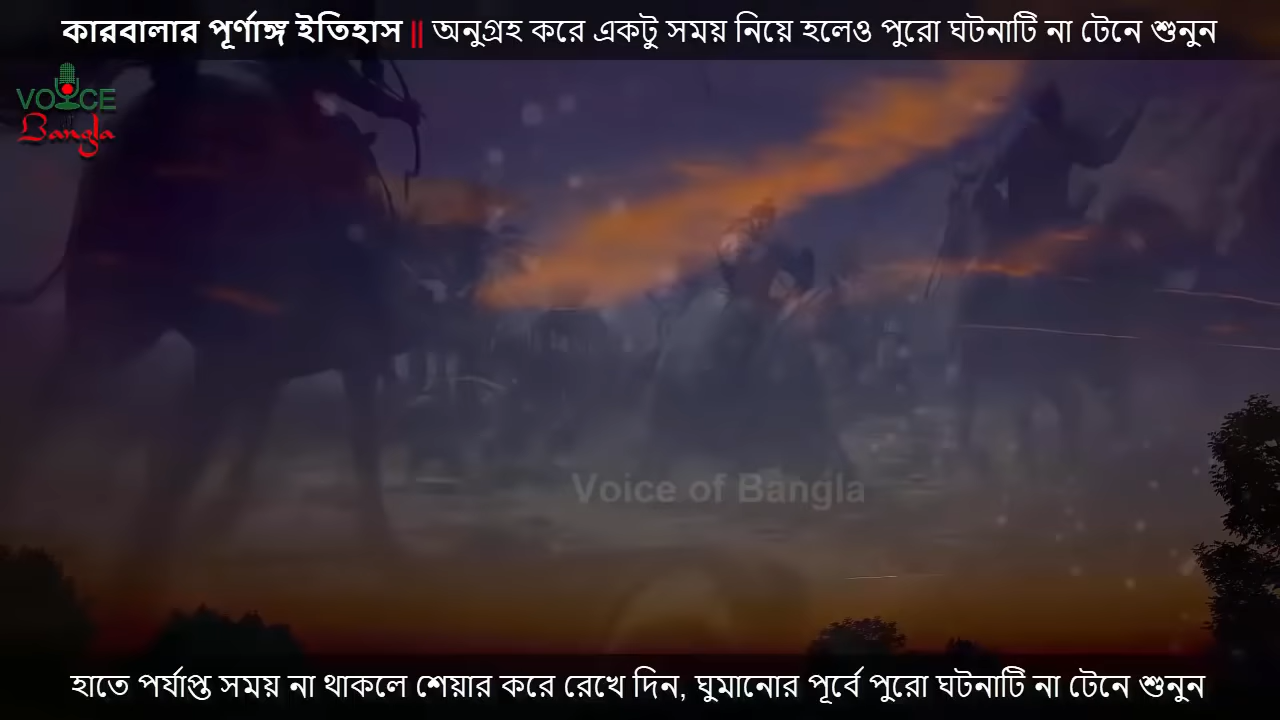 কারবালার পূর্ণাঙ্গ ইতিহাস || অনুগ্রহ করে একটু সময় নিয়ে হলেও পুরো ঘটনাটি না টেনে শুনুন
VOICE
Bangla
Voice of Bangla
হাতে পর্যাপ্ত সময় না থাকলে শেয়ার করে রেখে দিন, ঘুমানোর পূর্বে পুরো ঘটনাটি না টেনে শুনুন